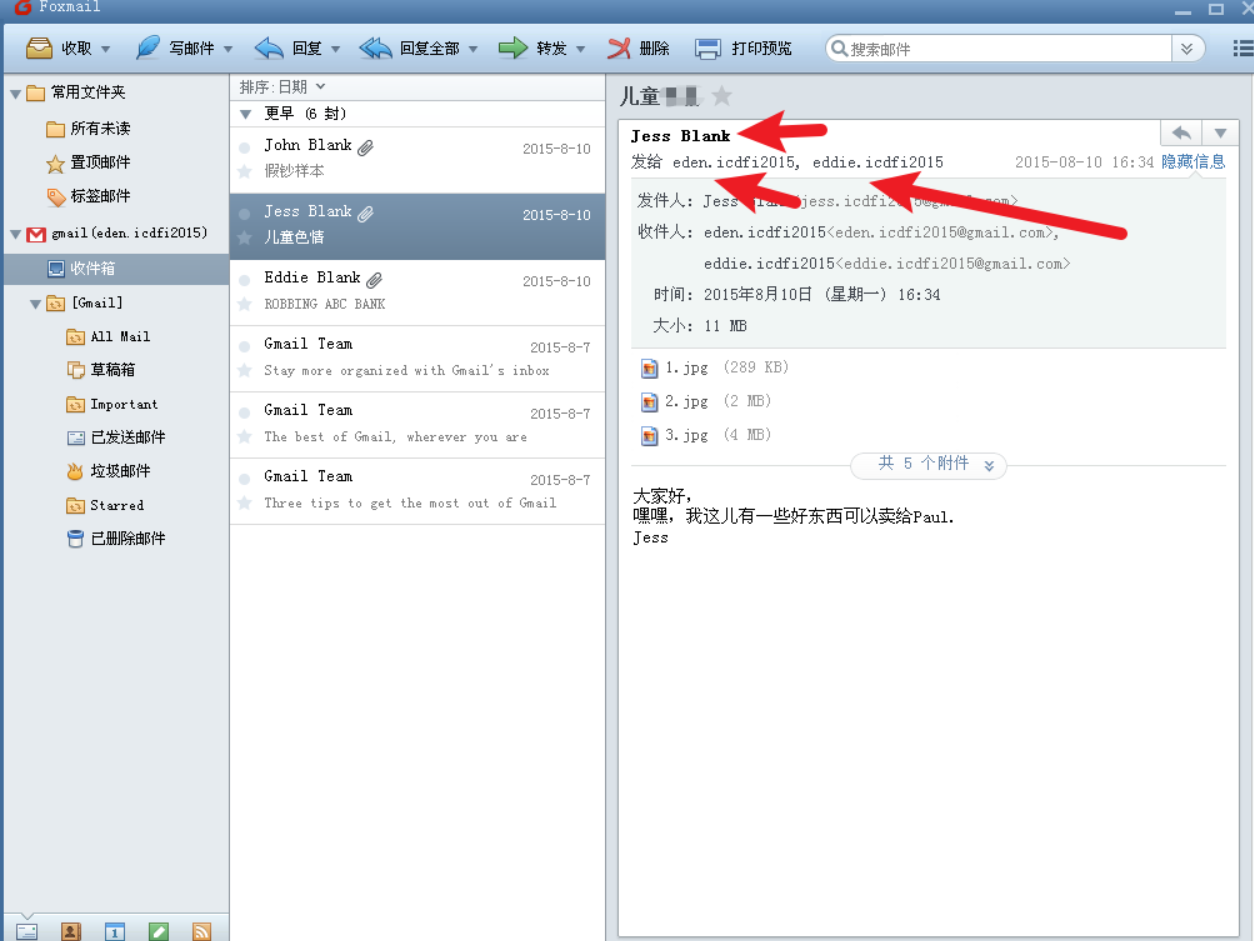 Foxmail
收取 写邮件 回复 回复全部 转发 删除 打印预览 搜索邮件
常用文件夹
所有未读
置顶邮件
标签邮件
gmail(eden.icdfi2015)
收件箱
[Gmail]
All Mail
草稿箱
Important
已发送邮件
垃圾邮件
Starred
已删除邮件
排序:日期
更早 (6 封)
John Blank 2015-8-10
假钞样本
Jess Blank 2015-8-10
儿童色情
Eddie Blank 2015-8-10
ROBBING ABC BANK
Gmail Team 2015-8-7
Stay more organized with Gmail's inbox
Gmail Team 2015-8-7
The best of Gmail, wherever you are
Gmail Team 2015-8-7
Three tips to get the most out of Gmail
儿童
Jess Blank
发给 eden.icdfi2015, eddie.icdfi2015 2015-08-10 16:34 隐藏信息
发件人: Jess
收件人: eden.icdfi2015<eden.icdfi2015@gmail.com>,
eddie.icdfi2015<eddie.icdfi2015@gmail.com>
时间: 2015年8月10日 (星期一) 16:34
大小: 11 MB
1.jpg (289 KB)
2.jpg (2 MB)
3.jpg (4 MB)
共 5 个附件
大家好,
嘿嘿, 我这儿有一些好东西可以卖给Paul.
Jess
1